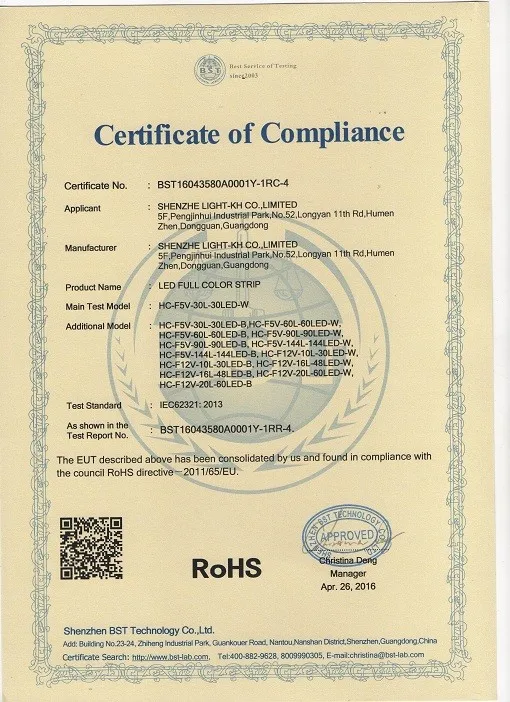 BST
Best Service of Testing
since2003
Certificate of Compliance
Certificate No. : BST16043580A0001Y-1RC-4
Applicant : SHENZHE LIGHT-KH CO.,LIMITED
5F,Pengjinhui Industrial Park,No.52,Longyan 11th Rd,Humen
Zhen,Dongguan,Guangdong
Manufacturer : SHENZHE LIGHT-KH CO.,LIMITED
5F,Pengjinhui Industrial Park,No.52,Longyan 11th Rd,Humen
Zhen,Dongguan,Guangdong
Product Name : LED FULL COLOR STRIP
Main Test Model : HC-F5V-30L-30LED-W
Additional Model : HC-F5V-30L-30LED-B,HC-F5V-60L-60LED-W,
HC-F5V-60L-60LED-B, HC-F5V-90L-90LED-W,
HC-F5V-90L-90LED-B, HC-F5V-144L-144LED-W,
HC-F5V-144L-144LED-B, HC-F12V-10L-30LED-W,
HC-F12V-10L-30LED-B, HC-F12V-16L-48LED-W,
HC-F12V-16L-48LED-B, HC-F12V-20L-60LED-W,
HC-F12V-20L-60LED-B
Test Standard : IEC62321: 2013
As shown in the
Test Report No. : BST16043580A0001Y-1RR-4.
The EUT described above has been consolidated by us and found in compliance with
the council RoHS directive—2011/65/EU.
RoHS
SHENZHEN BST TECHNOLOGY CO.,LTD.
APPROVED
Christina Deng
Manager
Apr. 26, 2016
Shenzhen BST Technology Co.,Ltd.
Add: Building No.23-24, Zhiheng Industrial Park, Guankouer Road, Nantou,Nanshan District,Shenzhen,Guangdong,China
Certificate Search: http://www.bst-lab.com, Tel:400-882-9628, 8009990305, E-mail:christina@bst-lab.com